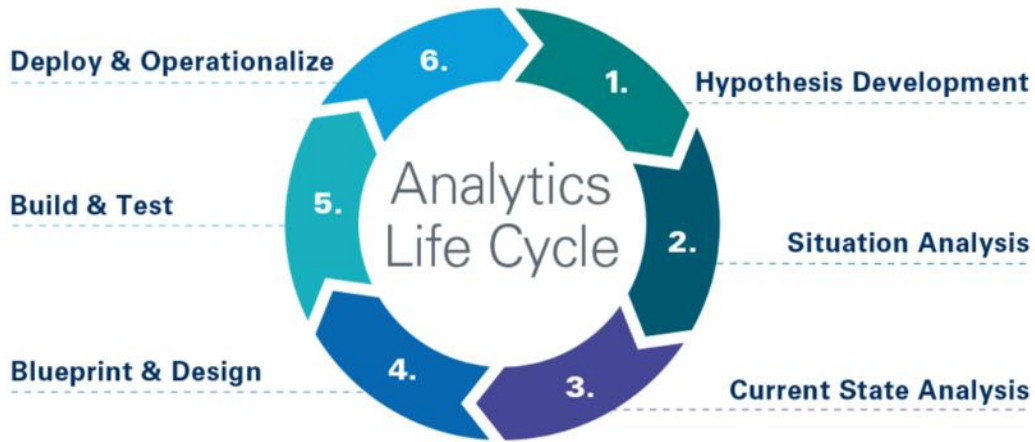 Analytics
Life Cycle
1.
Hypothesis Development
2.
Situation Analysis
3.
Current State Analysis
4.
Blueprint & Design
5.
Build & Test
6.
Deploy & Operationalize